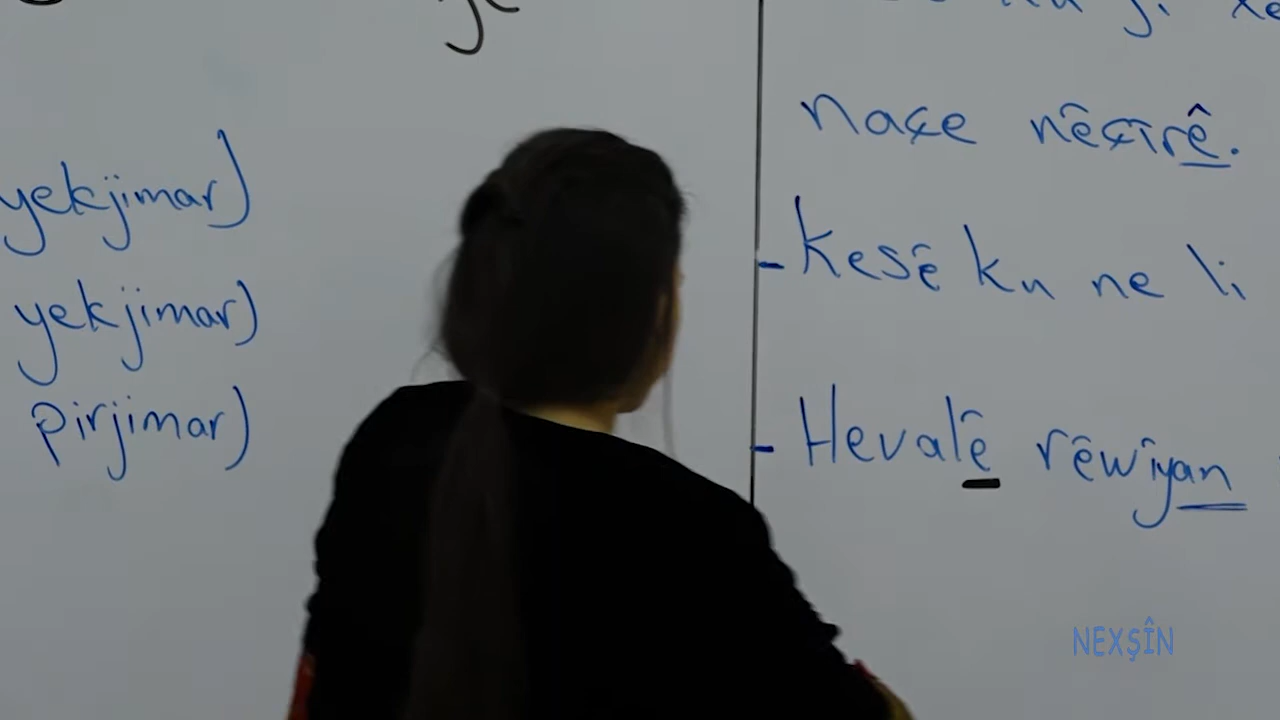 yekjimar)
yekjimar)
pirjimar)
naçe nêçîrê.
- Kesê ku ne li
- Hevalê rêwîyan
NEXŞÎN